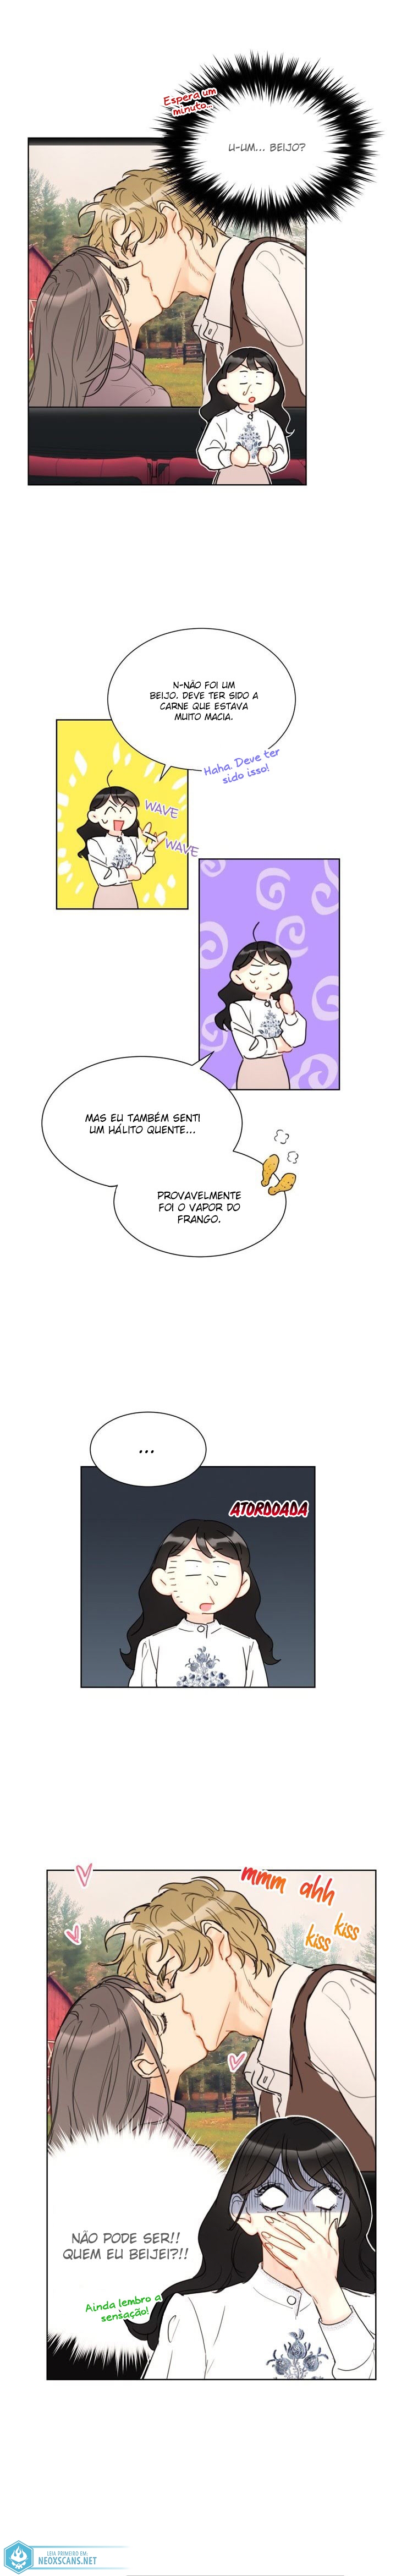 Espera um
minuto...
U-UM... BEIJO?
N-NÃO FOI UM
BEIJO. DEVE TER SIDO A
CARNE QUE ESTAVA
MUITO MACIA.
Haha. Deve ter
sido isso!
WAVE
WAVE
MAS EU TAMBÉM SENTI
UM HÁLITO QUENTE...
PROVAVELMENTE
FOI O VAPOR DO
FRANGO.
...
ATORDOADA
mmm ahh
kiss
kiss
NÃO PODE SER!!
QUEM EU BEIJEI?!!
Ainda lembro a
sensação!
LEIA PRIMEIRO EM:
NEOXSCANS.NET